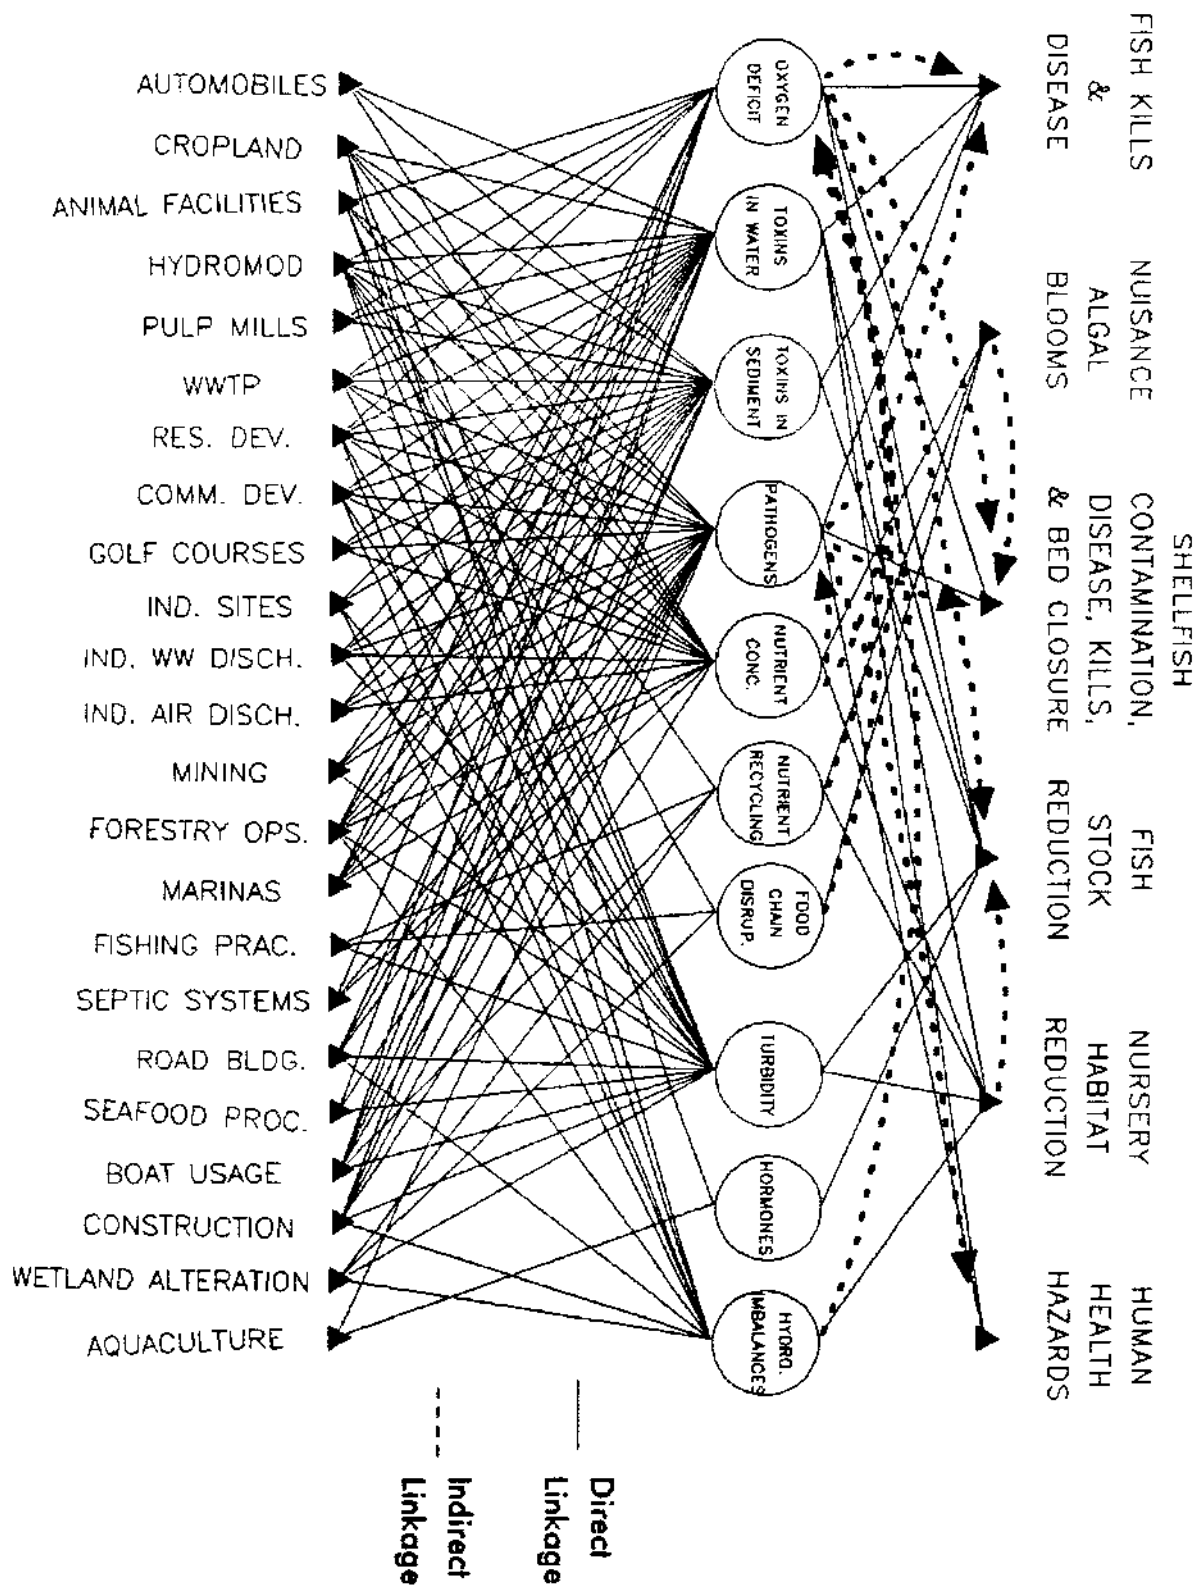 AUTOMOBILES
CROPLAND
ANIMAL FACILITIES
HYDROMOD
PULP MILLS
WWTP
RES. DEV.
COMM. DEV.
GOLF COURSES
IND. SITES
IND. WW DISCH.
IND. AIR DISCH.
MINING
FORESTRY OPS.
MARINAS
FISHING PRAC.
SEPTIC SYSTEMS
ROAD BLDG.
SEAFOOD PROC.
BOAT USAGE
CONSTRUCTION
WETLAND ALTERATION
AQUACULTURE
OXYGEN
DEFICIT
TOXINS
IN WATER
TOXINS IN
SEDIMENT
PATHOGENS
NUTRIENT
CONC.
NUTRIENT
RECYCLING
FOOD
CHAIN
DISRUP.
TURBIDITY
HORMONES
HYDRO.
IMBALANCES
FISH KILLS
&
DISEASE
NUISANCE
ALGAL
BLOOMS
SHELLFISH
CONTAMINATION,
DISEASE, KILLS,
& BED CLOSURE
FISH
STOCK
REDUCTION
NURSERY
HABITAT
REDUCTION
HUMAN
HEALTH
HAZARDS
Direct
Linkage
Indirect
Linkage